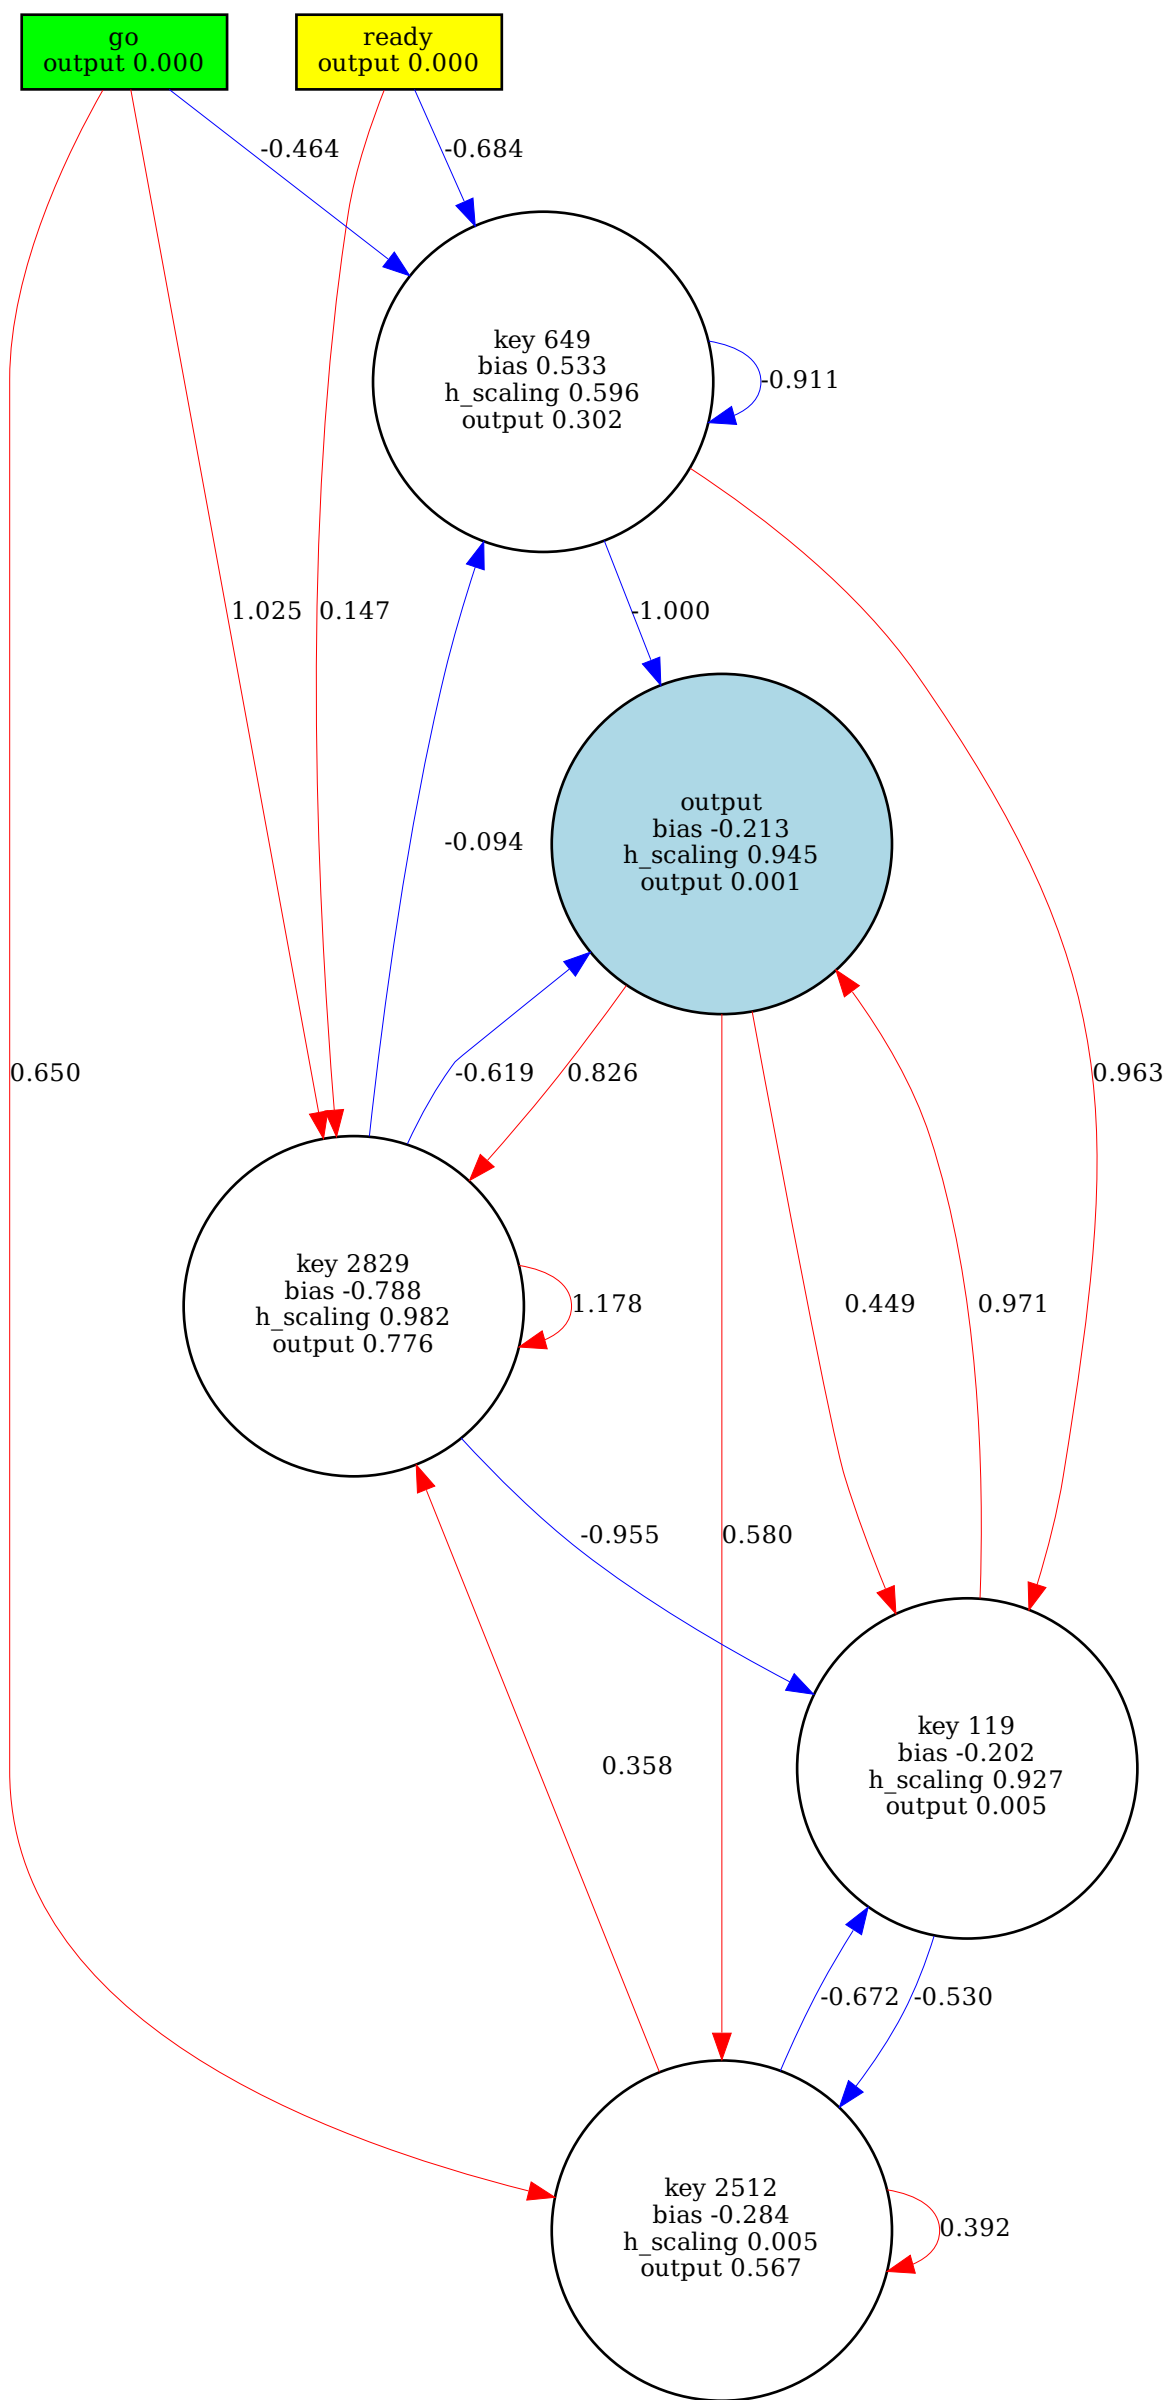 go
output 0.000
ready
output 0.000
-0.464
-0.684
key 649
bias 0.533
h_scaling 0.596
output 0.302
-0.911
1.025
0.147
-1.000
output
bias -0.213
h_scaling 0.945
output 0.001
-0.094
0.650
-0.619
0.826
0.963
key 2829
bias -0.788
h_scaling 0.982
output 0.776
1.178
0.449
0.971
-0.955
0.580
key 119
bias -0.202
h_scaling 0.927
output 0.005
0.358
-0.672
-0.530
key 2512
bias -0.284
h_scaling 0.005
output 0.567
0.392